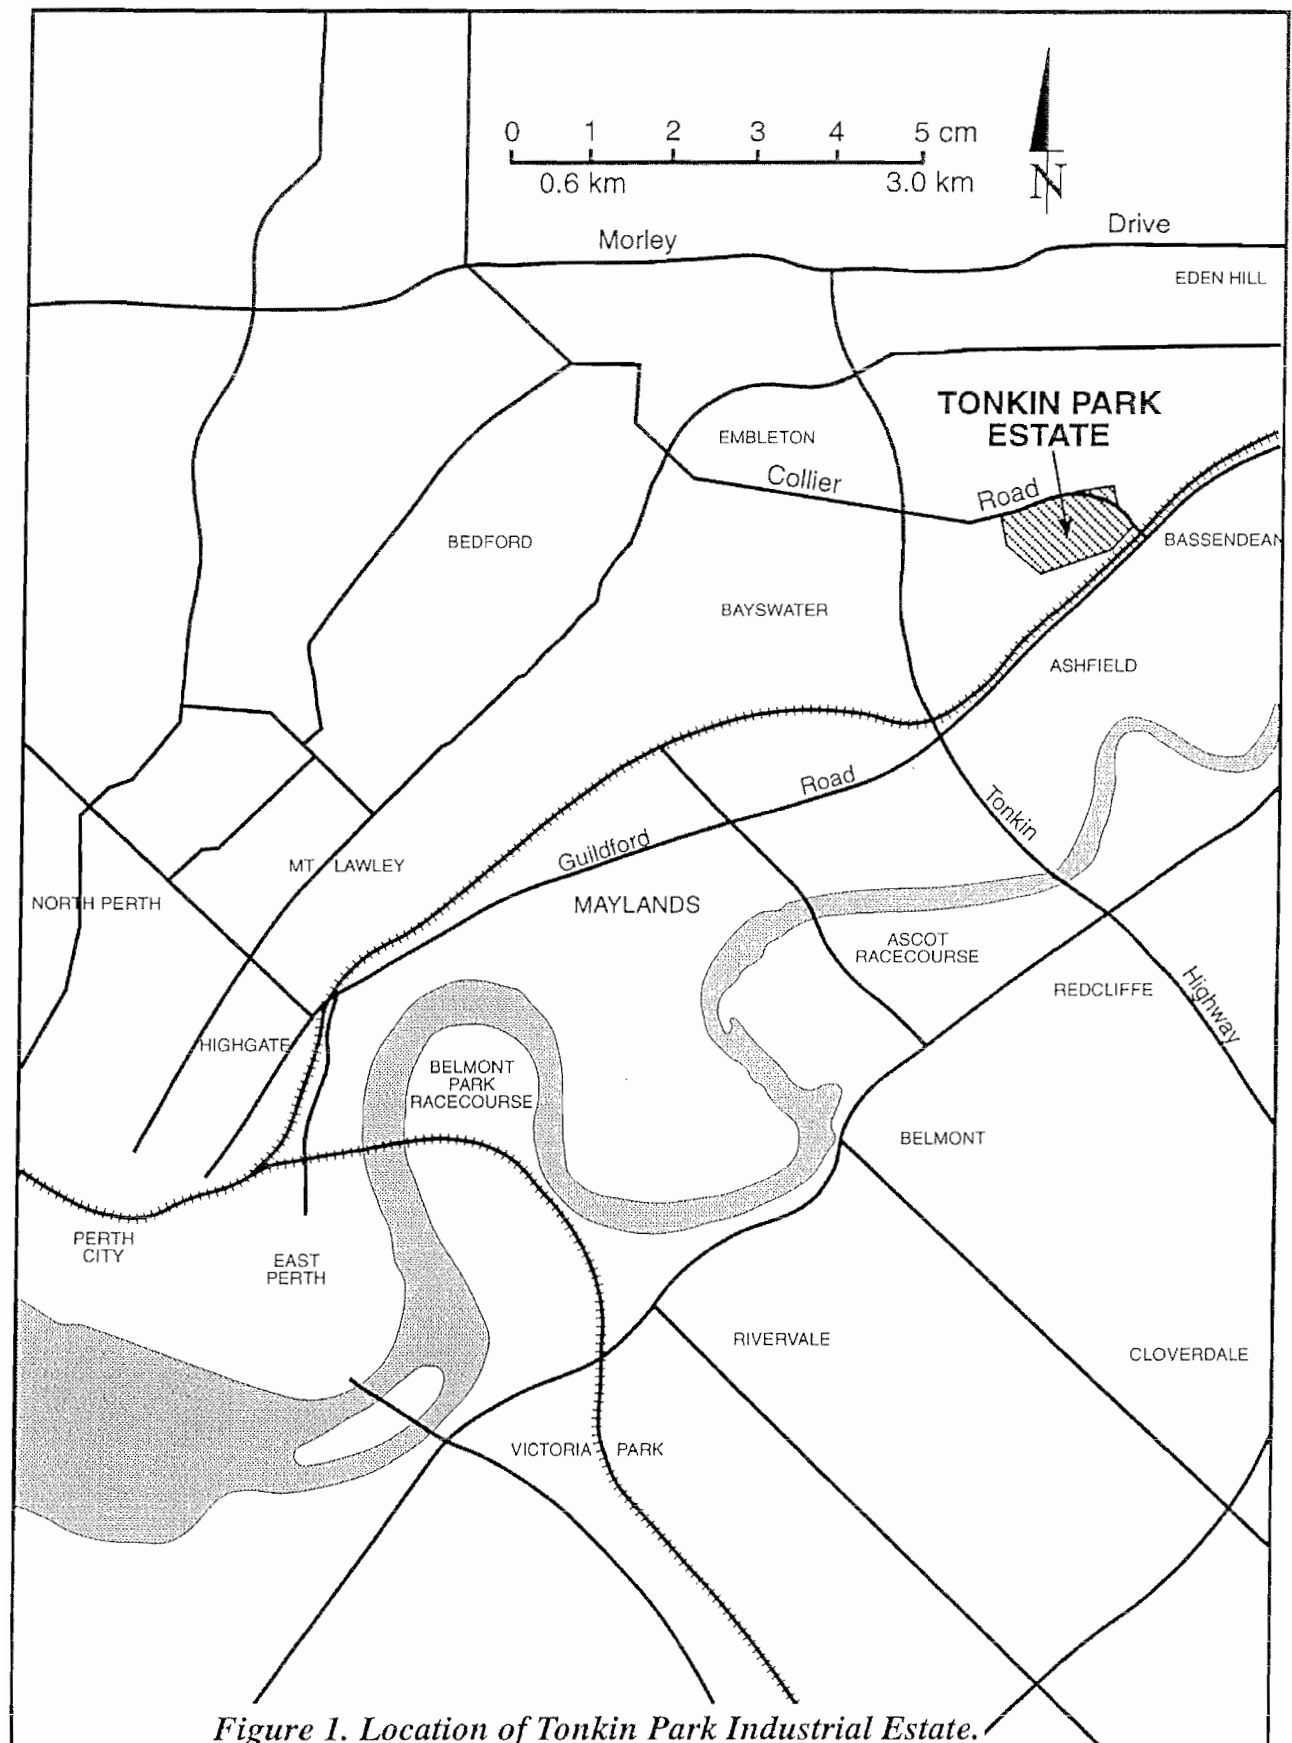 0 1 2 3 4 5 cm
0.6 km 3.0 km
N
Drive
Morley
EDEN HILL
TONKIN PARK
ESTATE
EMBLETON
Collier
Road
BEDFORD
BASSENDEAN
BAYSWATER
ASHFIELD
Road
Tonkin
Guildford
MT LAWLEY
NORTH PERTH
MAYLANDS
ASCOT
RACECOURSE
REDCLIFFE
Highway
HIGHGATE
BELMONT
PARK
RACECOURSE
BELMONT
PERTH
CITY
EAST
PERTH
RIVERVALE
CLOVERDALE
VICTORIA PARK
Figure 1. Location of Tonkin Park Industrial Estate.